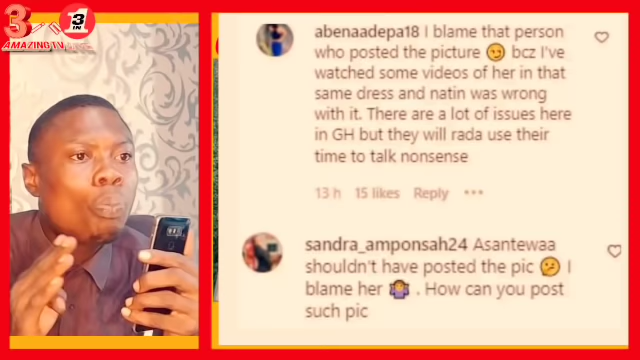 3 IN 1
AMAZING TV
abenaadepa18 I blame that person
who posted the picture 😏 bcz I've
watched some videos of her in that
same dress and natin was wrong
with it. There are a lot of issues here
in GH but they will rada use their
time to talk nonsense
13 h 15 likes Reply •••
sandra_amponsah24 Asantewaa
shouldn't have posted the pic 🫤 I
blame her 🤷🏾‍♀️ . How can you post
such pic